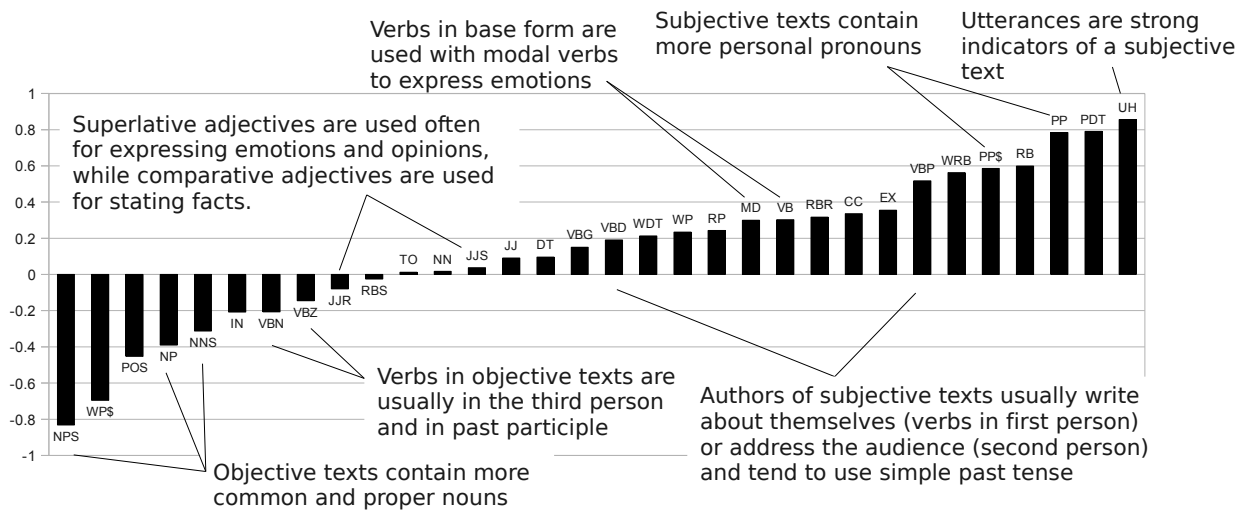 Verbs in base form are
used with modal verbs
to express emotions
Subjective texts contain
more personal pronouns
Utterances are strong
indicators of a subjective
text
Superlative adjectives are used often
for expressing emotions and opinions,
while comparative adjectives are used
for stating facts.
1
0.8
0.6
0.4
0.2
0
-0.2
-0.4
-0.6
-0.8
-1
NPS
WP$
POS
NP
NNS
IN
VBN
VBZ
JJR
RBS
TO
NN
JJS
JJ
DT
VBG
VBD
WDT
WP
RP
MD
VB
RBR
CC
EX
VBP
WRB
PP$
RB
PP
PDT
UH
Verbs in objective texts are
usually in the third person
and in past participle
Authors of subjective texts usually write
about themselves (verbs in first person)
or address the audience (second person)
and tend to use simple past tense
Objective texts contain more
common and proper nouns